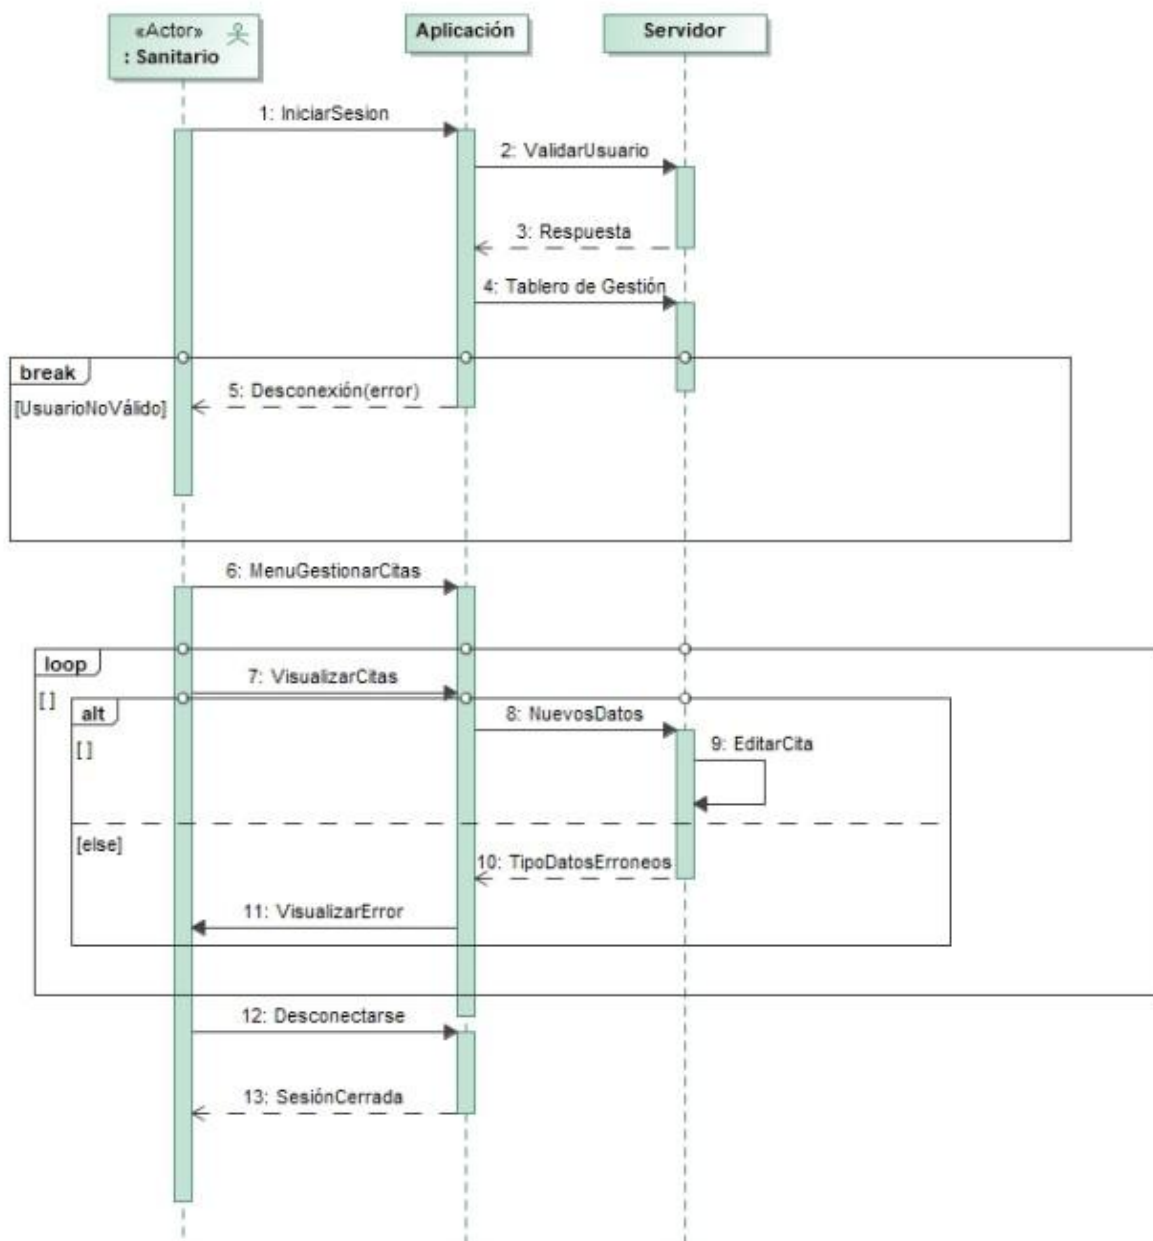 «Actor»
: Sanitario
Aplicación
Servidor
1: IniciarSesion
2: ValidarUsuario
3: Respuesta
4: Tablero de Gestión
break
5: Desconexión(error)
[UsuarioNoVálido]
6: MenuGestionarCitas
loop
7: VisualizarCitas
[ ]
alt
8: NuevosDatos
[ ]
9: EditarCita
[else]
10: TipoDatosErroneos
11: VisualizarError
12: Desconectarse
13: SesiónCerrada